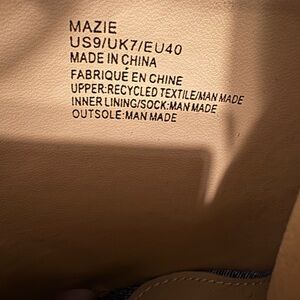 MAZIE
US9/UK7/EU40
MADE IN CHINA
FABRIQUÉ EN CHINE
UPPER:RECYCLED TEXTILE/MAN MADE
INNER LINING/SOCK:MAN MADE
OUTSOLE:MAN MADE